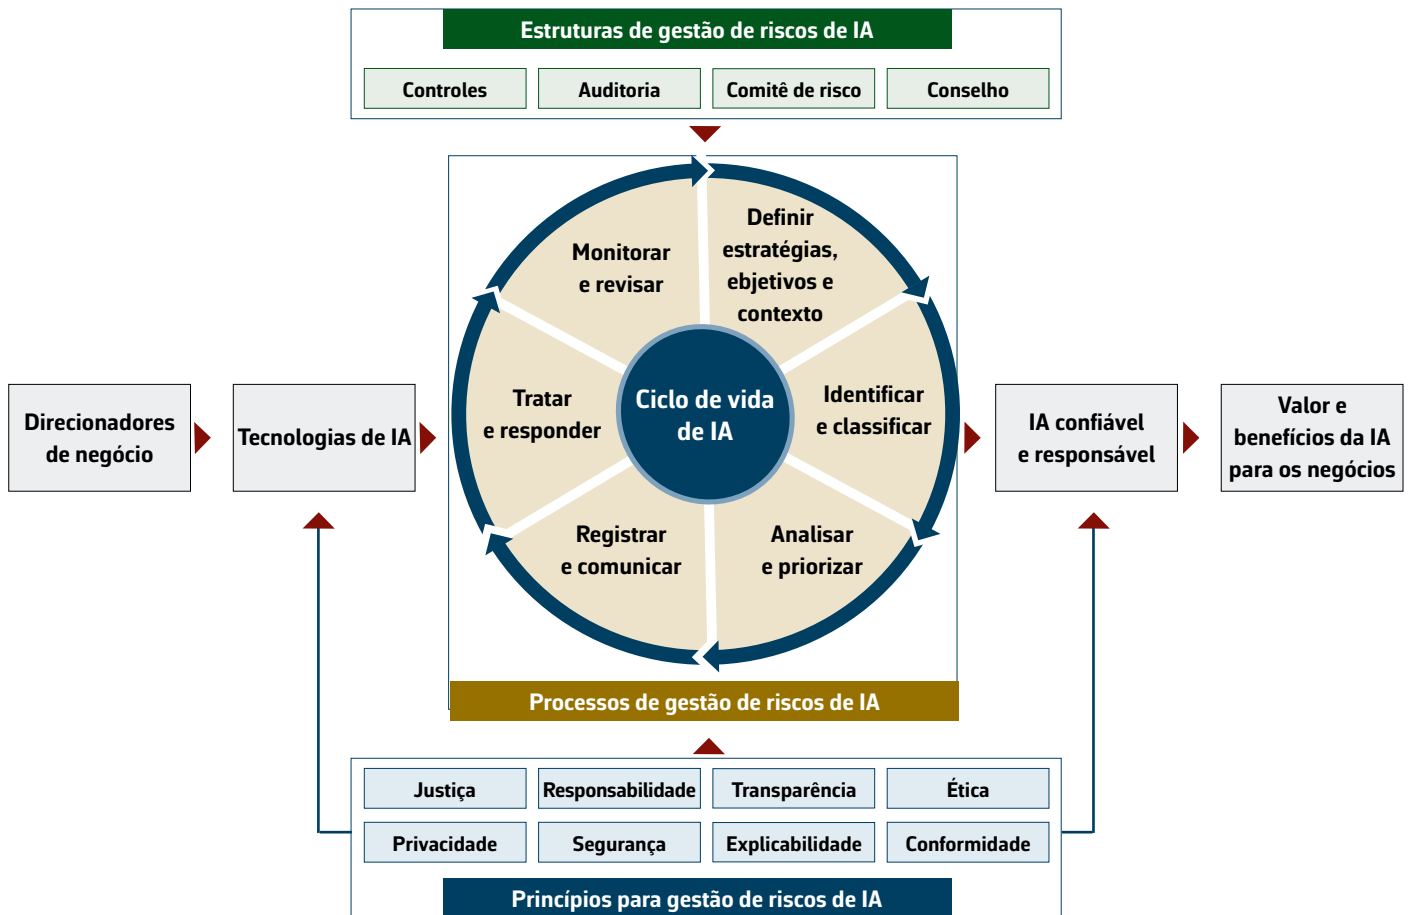 Estruturas de gestão de riscos de IA
Controles
Auditoria
Comitê de risco
Conselho
Monitorar
e revisar
Definir
estratégias,
ebjetivos e
contexto
Direcionadores
de negócio
Tecnologias de IA
Tratar
e responder
Ciclo de vida
de IA
Identificar
e classificar
IA confiável
e responsável
Valor e
benefícios da IA
para os negócios
Registrar
e comunicar
Analisar
e priorizar
Processos de gestão de riscos de IA
Justiça
Responsabilidade
Transparência
Ética
Privacidade
Segurança
Explicabilidade
Conformidade
Princípios para gestão de riscos de IA